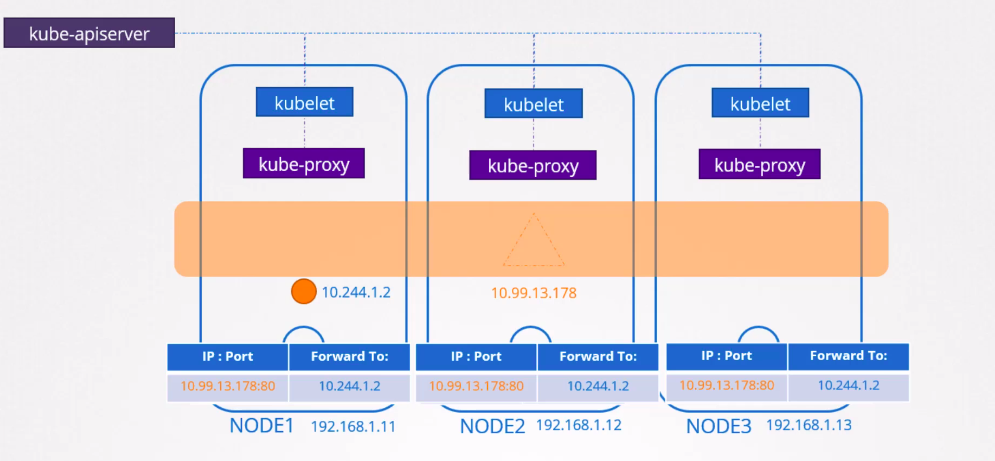 kube-apiserver
kubelet
kubelet
kubelet
kube-proxy
kube-proxy
kube-proxy
10.244.1.2
10.99.13.178
IP : Port Forward To:
10.99.13.178:80 10.244.1.2
IP : Port Forward To:
10.99.13.178:80 10.244.1.2
IP : Port Forward To:
10.99.13.178:80 10.244.1.2
NODE1 192.168.1.11
NODE2 192.168.1.12
NODE3 192.168.1.13